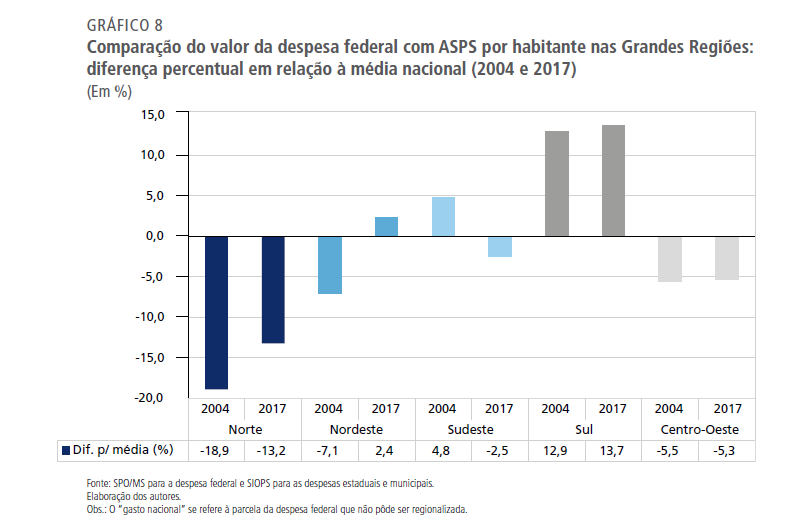 GRÁFICO 8
Comparação do valor da despesa federal com ASPS por habitante nas Grandes Regiões:
diferença percentual em relação à média nacional (2004 e 2017)
(Em %)
15,0
10,0
5,0
0,0
-5,0
-10,0
-15,0
-20,0
2004 2017 2004 2017 2004 2017 2004 2017 2004 2017
Norte Nordeste Sudeste Sul Centro-Oeste
Dif. p/ média (%) -18,9 -13,2 -7,1 2,4 4,8 -2,5 12,9 13,7 -5,5 -5,3
Fonte: SPO/MS para a despesa federal e SIOPS para as despesas estaduais e municipais.
Elaboração dos autores.
Obs.: O "gasto nacional" se refere à parcela da despesa federal que não pôde ser regionalizada.